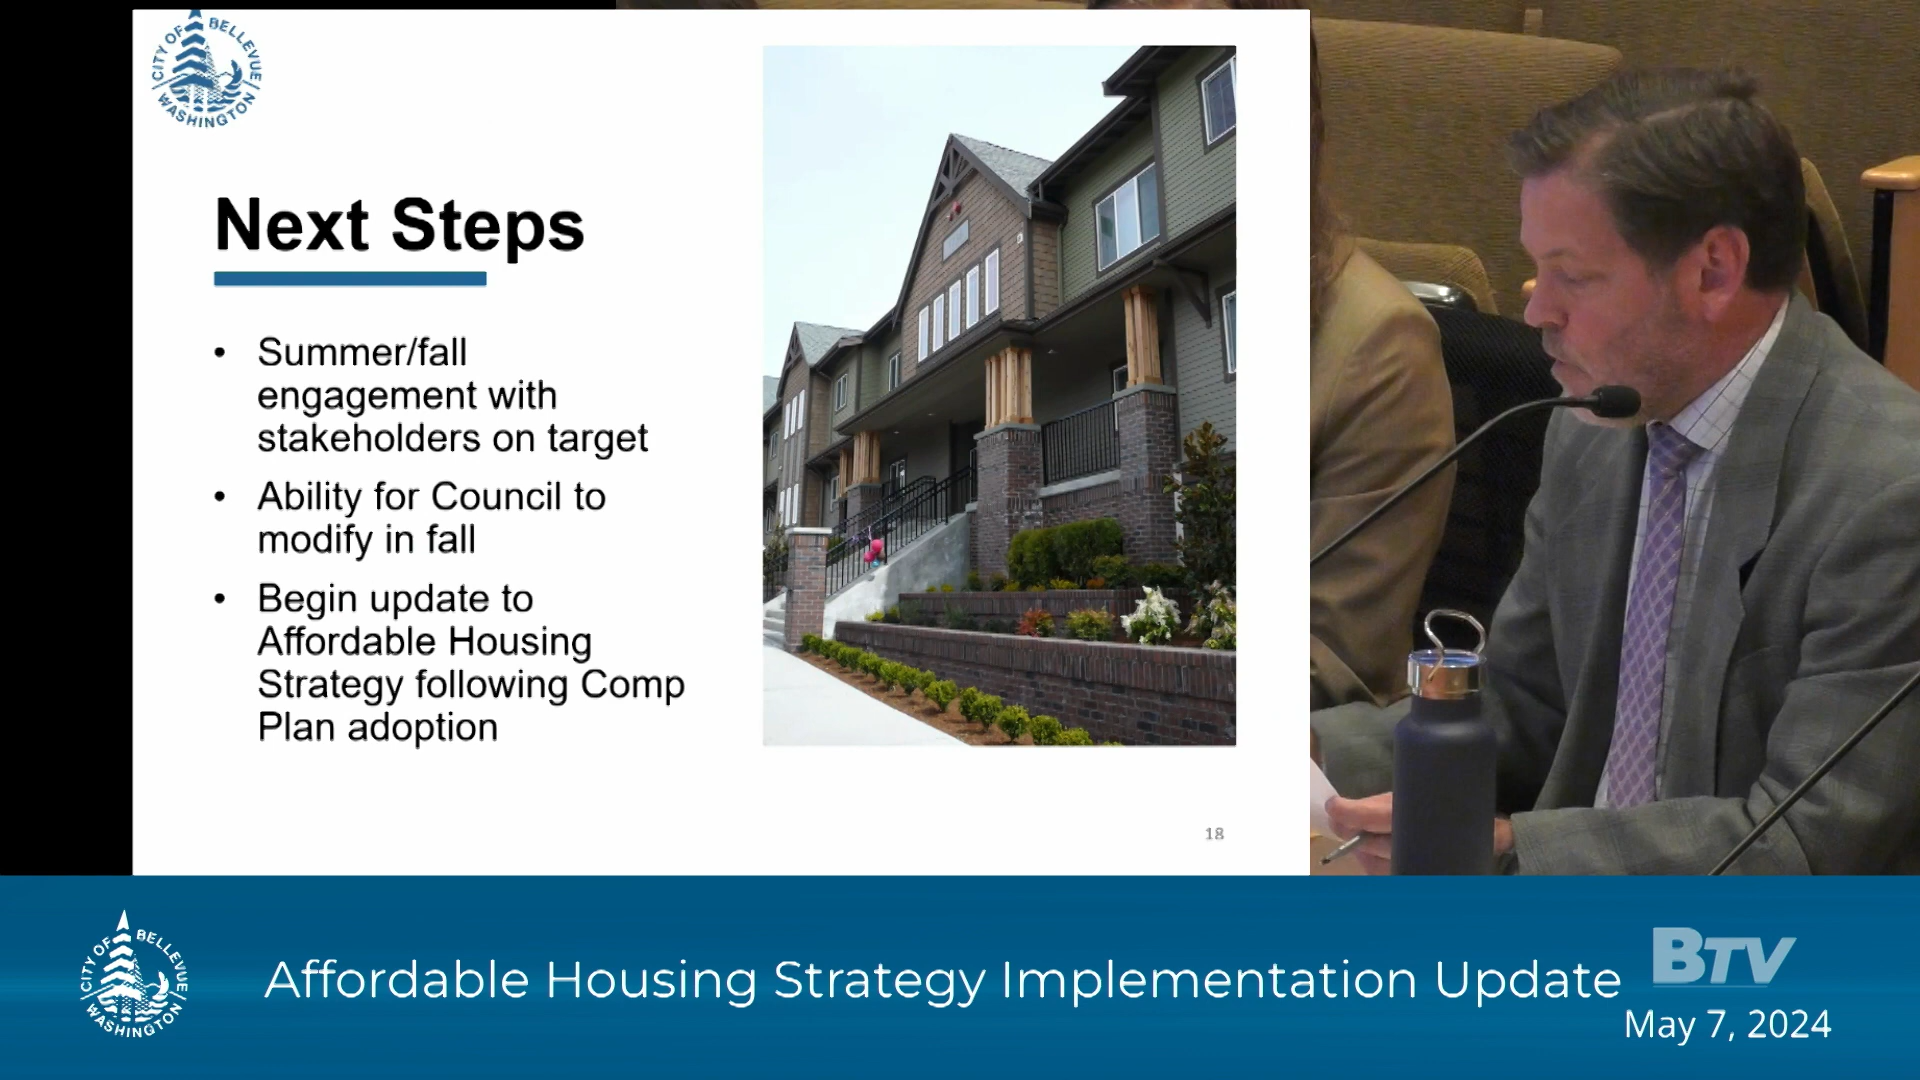 CITY OF BELLEVUE
WASHINGTON
Next Steps
• Summer/fall
engagement with
stakeholders on target
• Ability for Council to
modify in fall
• Begin update to
Affordable Housing
Strategy following Comp
Plan adoption
18
CITY OF BELLEVUE
WASHINGTON
Affordable Housing Strategy Implementation Update
BTV
May 7, 2024